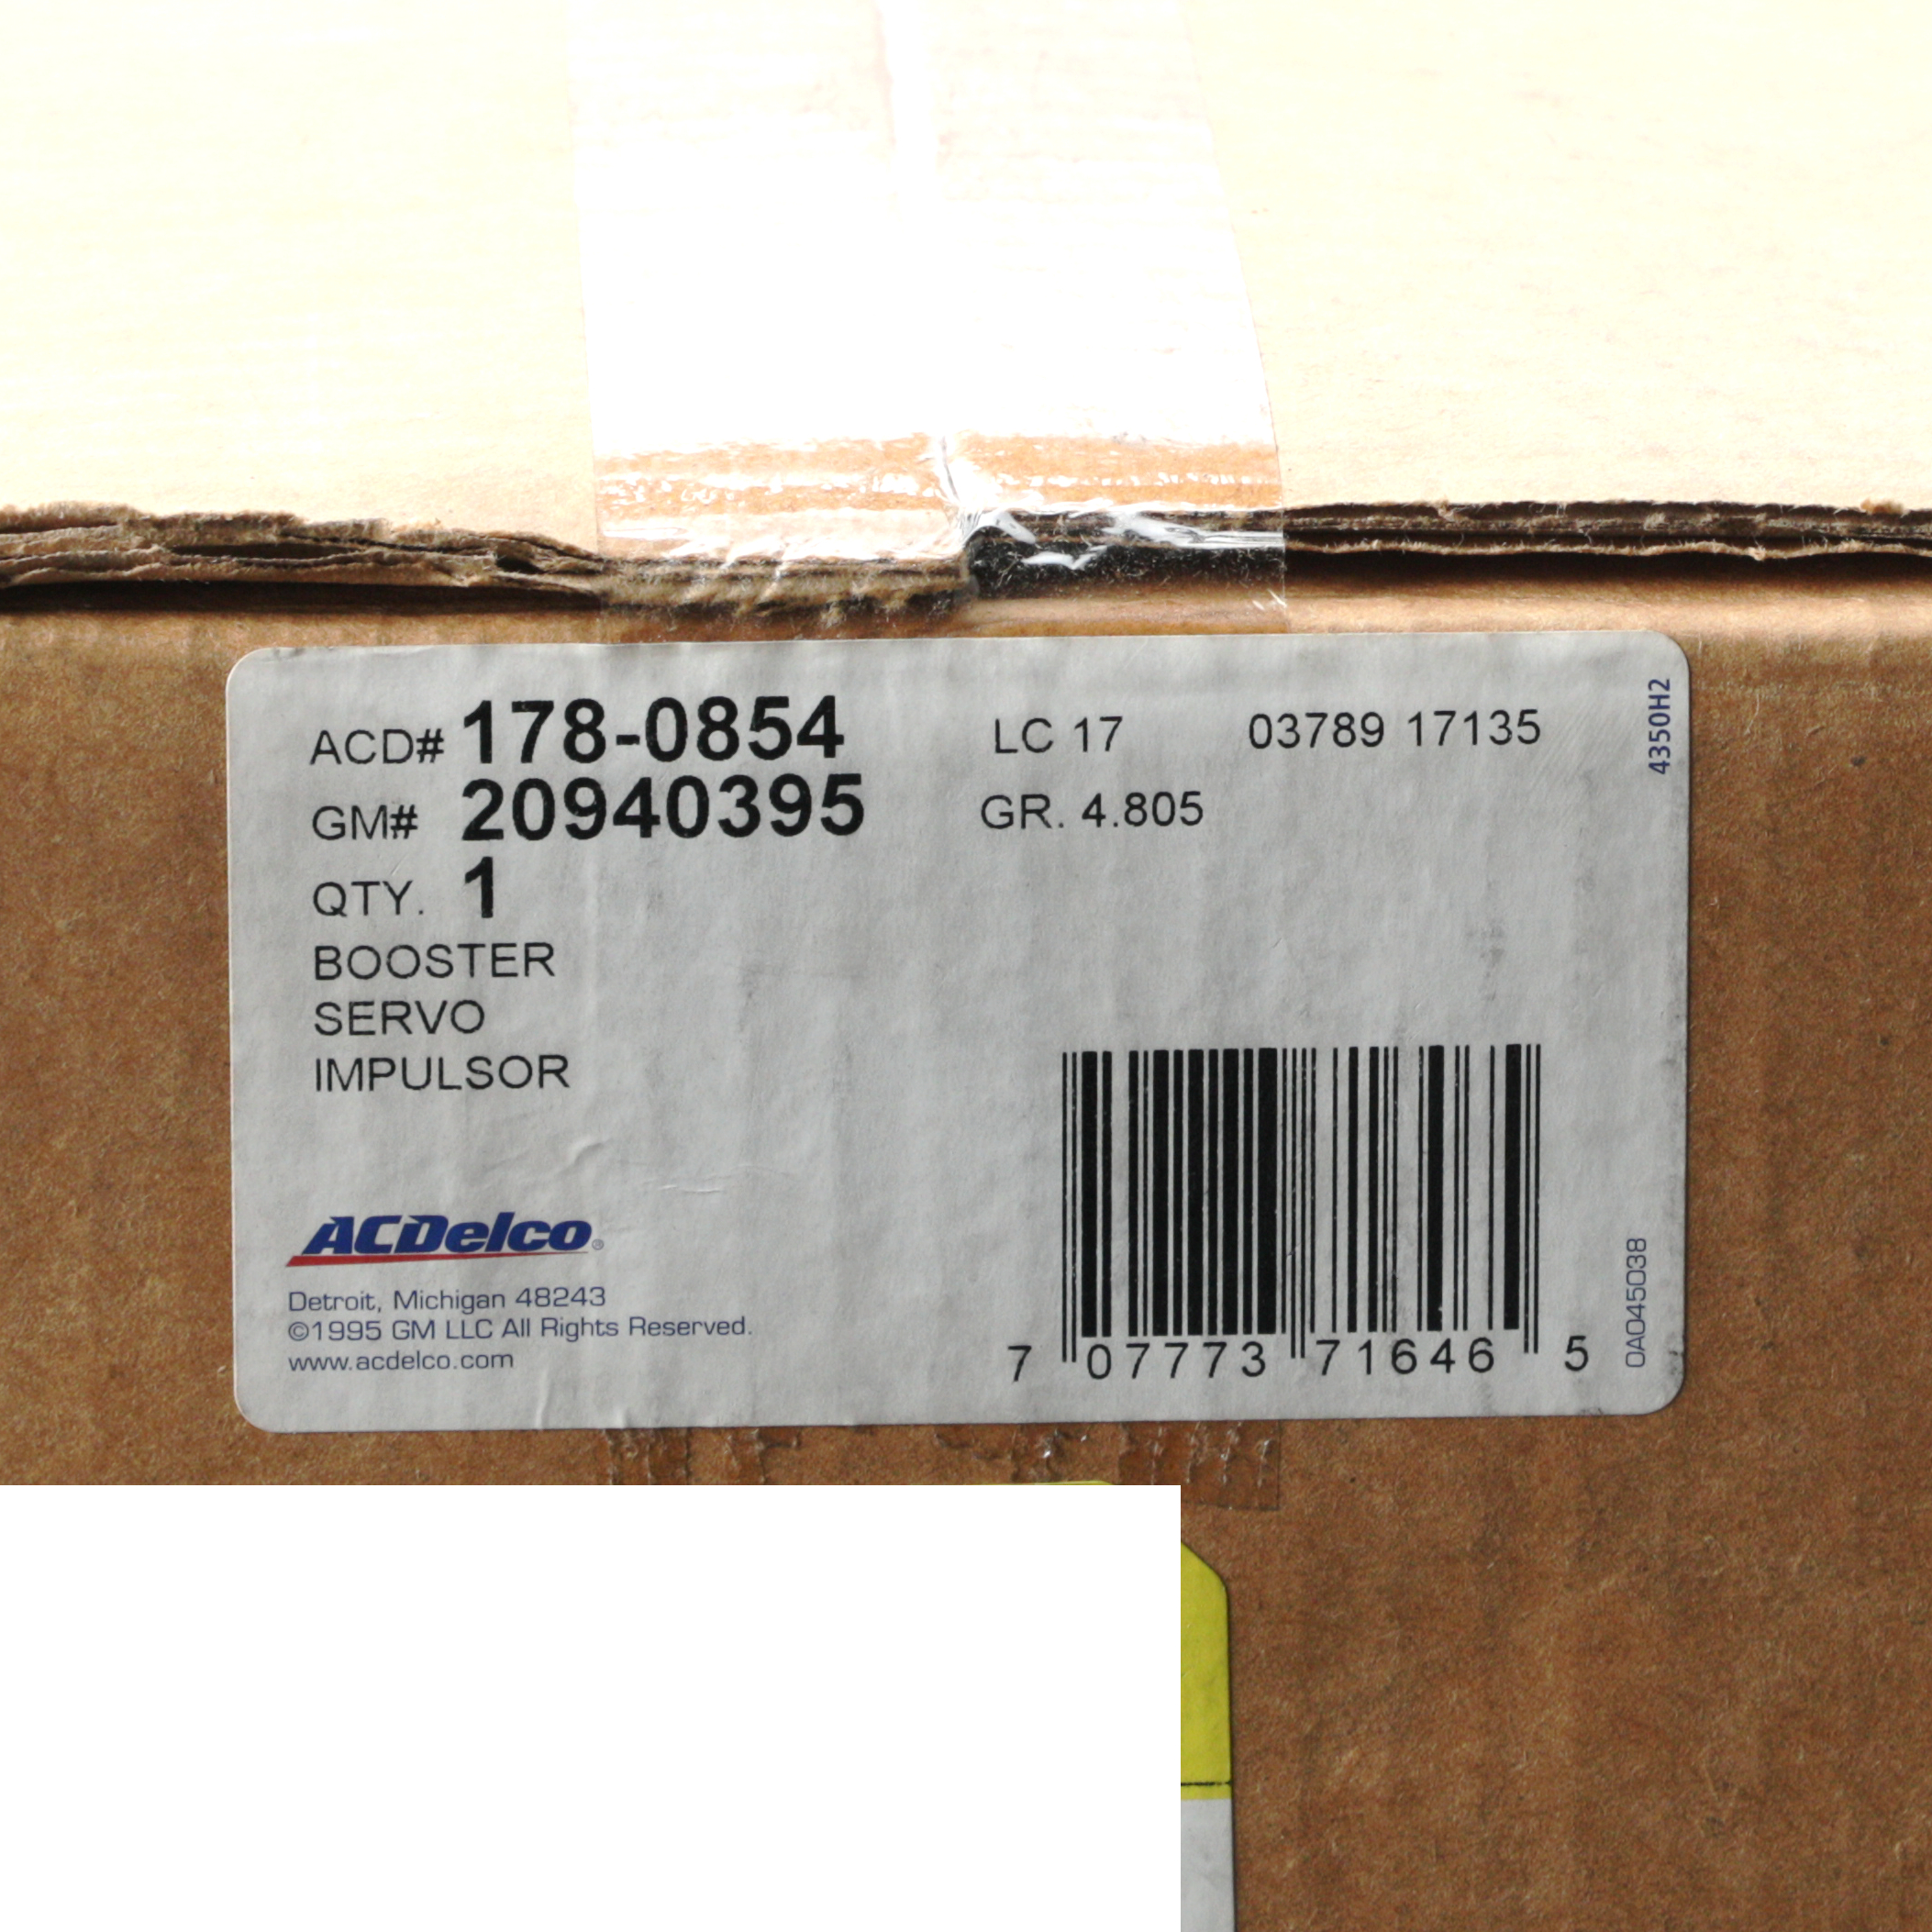 ACD# 178-0854 LC 17 03789 17135
GM# 20940395 GR. 4.805
QTY. 1
BOOSTER
SERVO
IMPULSOR
ACDelco®
Detroit, Michigan 48243
©1995 GM LLC All Rights Reserved.
www.acdelco.com
7 07773 71646 5
4350H2
0A045038